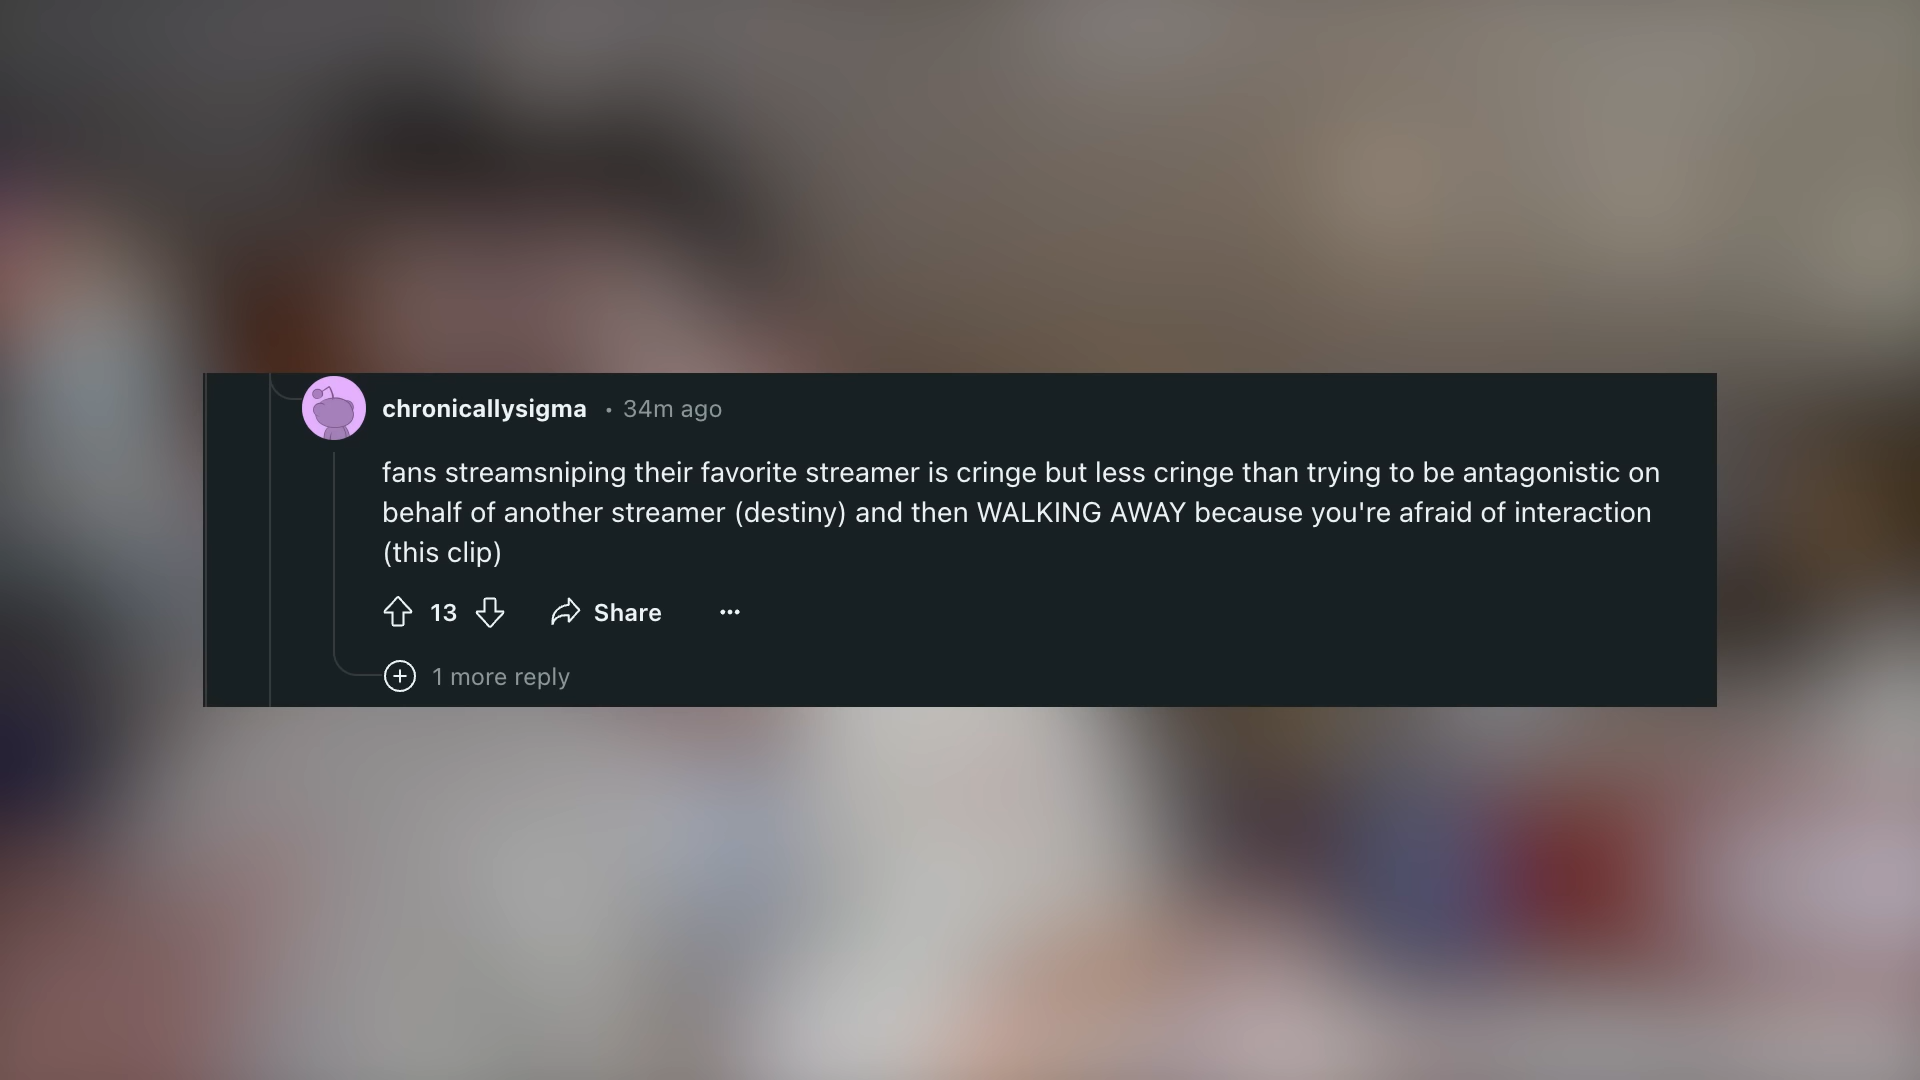 chronicallysigma • 34m ago
fans streamsniping their favorite streamer is cringe but less cringe than trying to be antagonistic on
behalf of another streamer (destiny) and then WALKING AWAY because you're afraid of interaction
(this clip)
13 Share ...
1 more reply